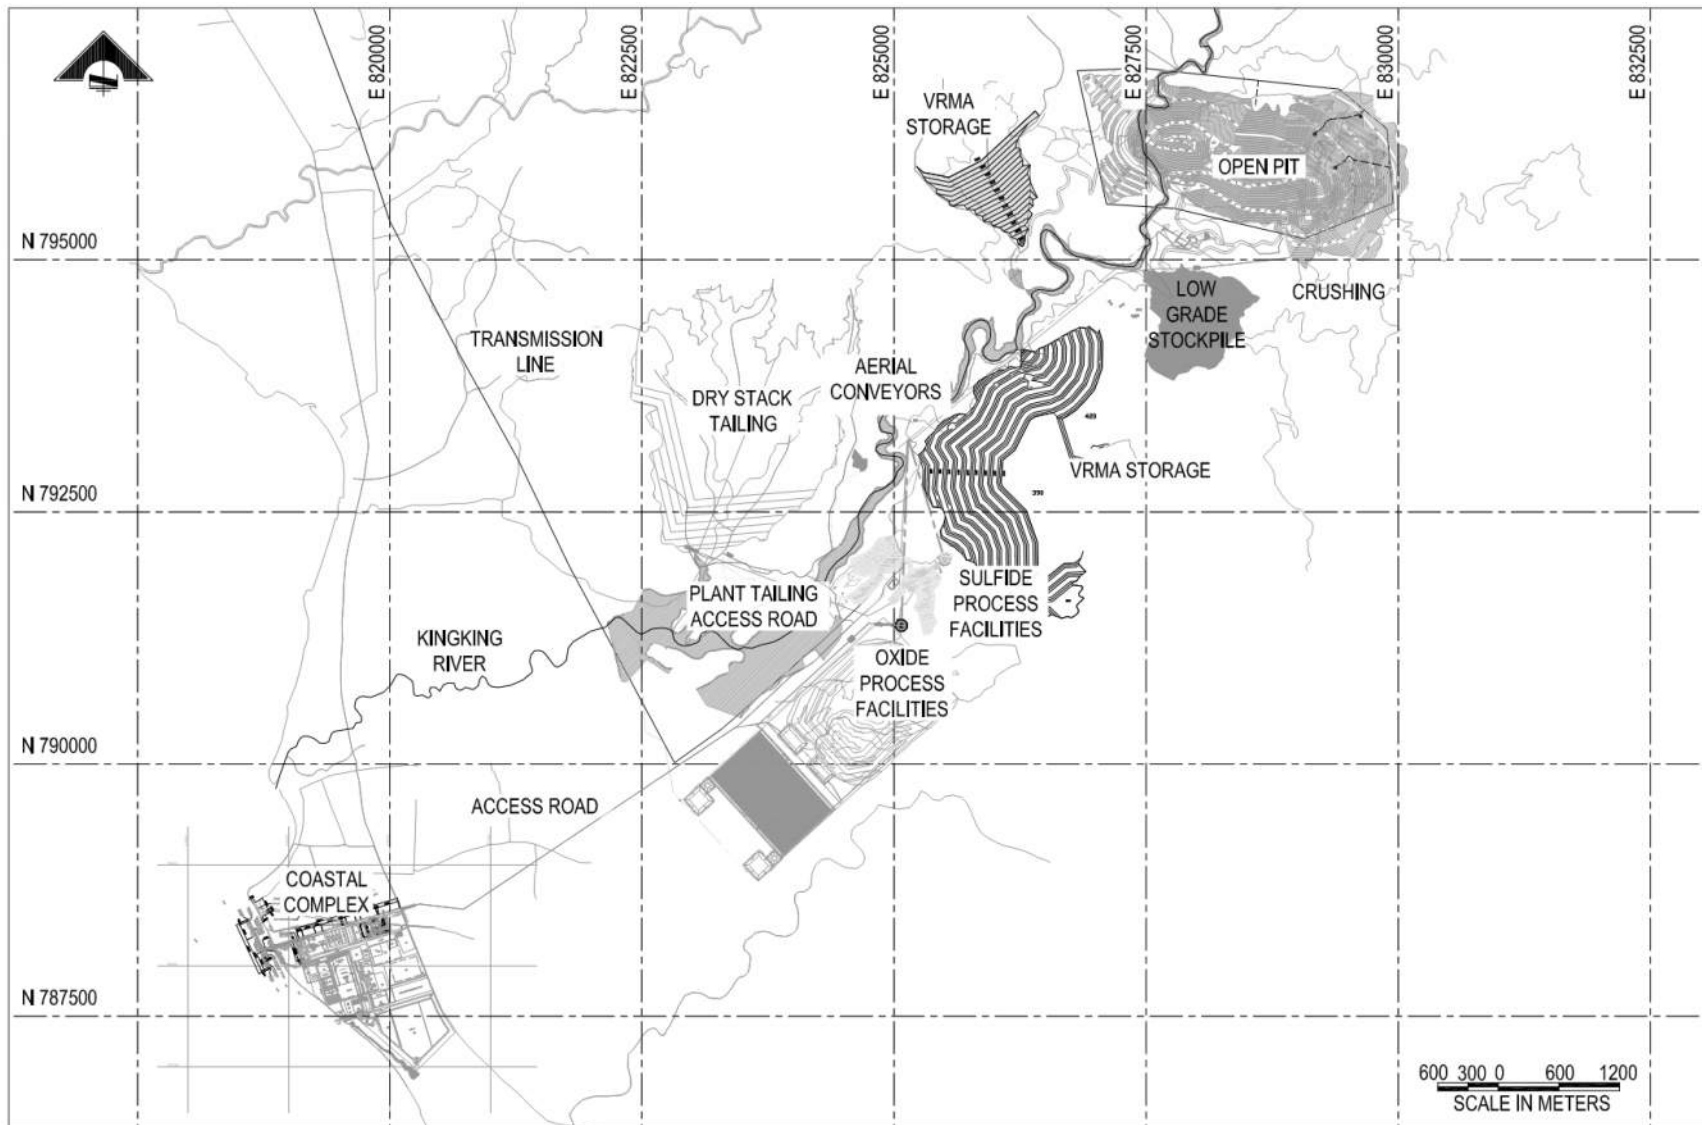 E 820000
E 822500
E 825000
E 827500
E 830000
E 832500
VRMA
STORAGE
OPEN PIT
N 795000
LOW
GRADE
STOCKPILE
CRUSHING
TRANSMISSION
LINE
AERIAL
CONVEYORS
DRY STACK
TAILING
VRMA STORAGE
N 792500
SULFIDE
PROCESS
FACILITIES
PLANT TAILING
ACCESS ROAD
KINGKING
RIVER
OXIDE
PROCESS
FACILITIES
N 790000
ACCESS ROAD
COASTAL
COMPLEX
N 787500
600 300 0 600 1200
SCALE IN METERS